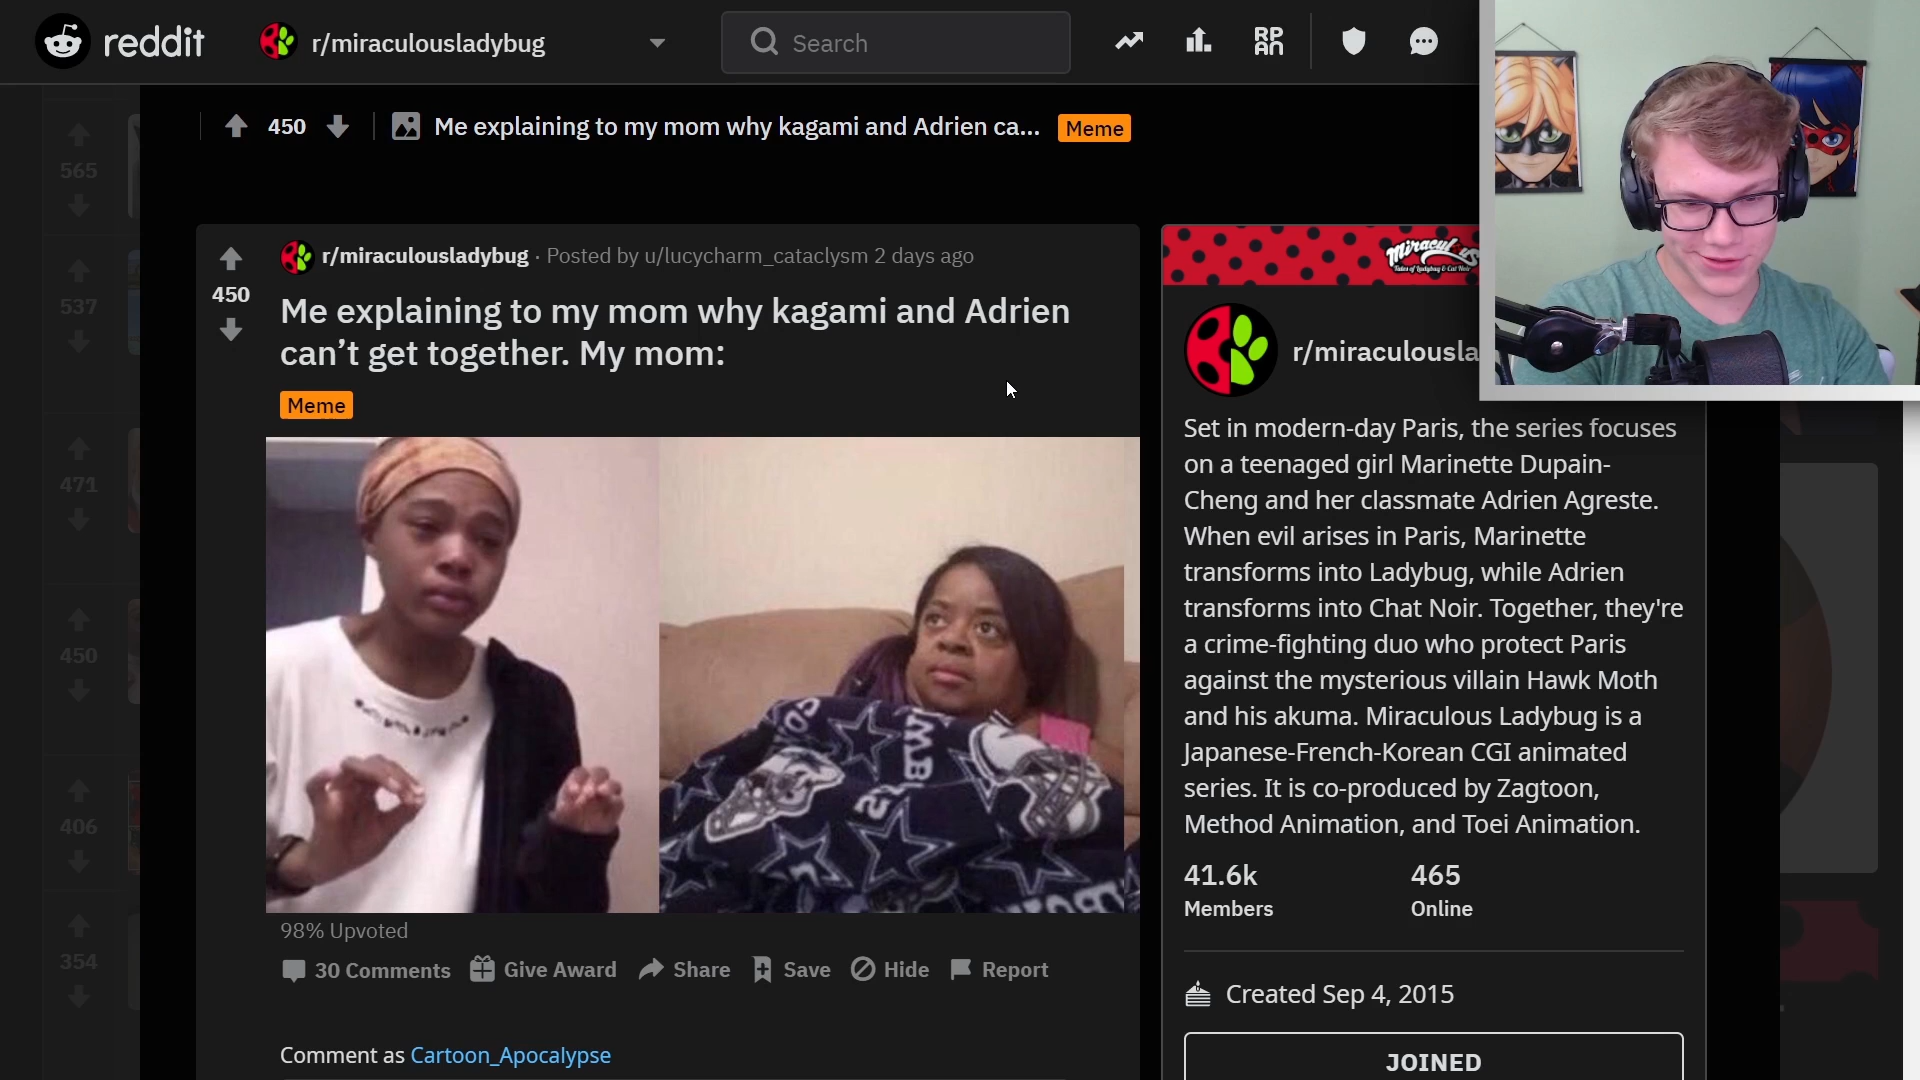 reddit
r/miraculousladybug
Search
RPAN
450
Me explaining to my mom why kagami and Adrien ca...
Meme
565
537
471
450
406
354
r/miraculousladybug · Posted by u/lucycharm_cataclysm 2 days ago
450
Me explaining to my mom why kagami and Adrien
can’t get together. My mom:
Meme
98% Upvoted
30 Comments
Give Award
Share
Save
Hide
Report
Comment as Cartoon_Apocalypse
Miraculous
Tales of Ladybug & Cat Noir
r/miraculousla
Set in modern-day Paris, the series focuses
on a teenaged girl Marinette Dupain-
Cheng and her classmate Adrien Agreste.
When evil arises in Paris, Marinette
transforms into Ladybug, while Adrien
transforms into Chat Noir. Together, they're
a crime-fighting duo who protect Paris
against the mysterious villain Hawk Moth
and his akuma. Miraculous Ladybug is a
Japanese-French-Korean CGI animated
series. It is co-produced by Zagtoon,
Method Animation, and Toei Animation.
41.6k
465
Members
Online
Created Sep 4, 2015
JOINED